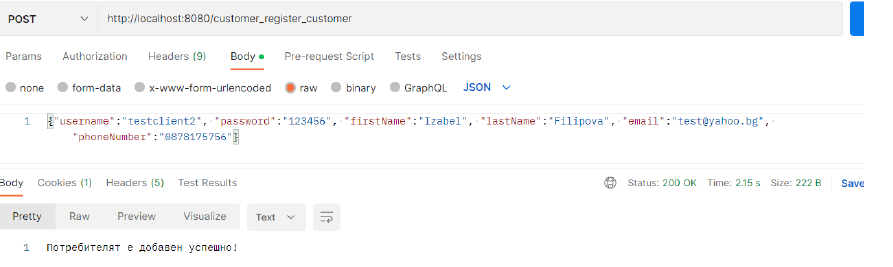 POST http://localhost:8080/customer_register_customer
Params Authorization Headers (9) Body Pre-request Script Tests Settings
none form-data x-www-form-urlencoded raw binary GraphQL JSON
1 {"username":"testclient2", "password":"123456", "firstName":"Izabel", "lastName":"Filipova", "email":"test@yahoo.bg",
"phoneNumber":"0878175756"}
Body Cookies (1) Headers (5) Test Results Status: 200 OK Time: 2.15 s Size: 222 B Save
Pretty Raw Preview Visualize Text
1 Потребителят е добавен успешно!